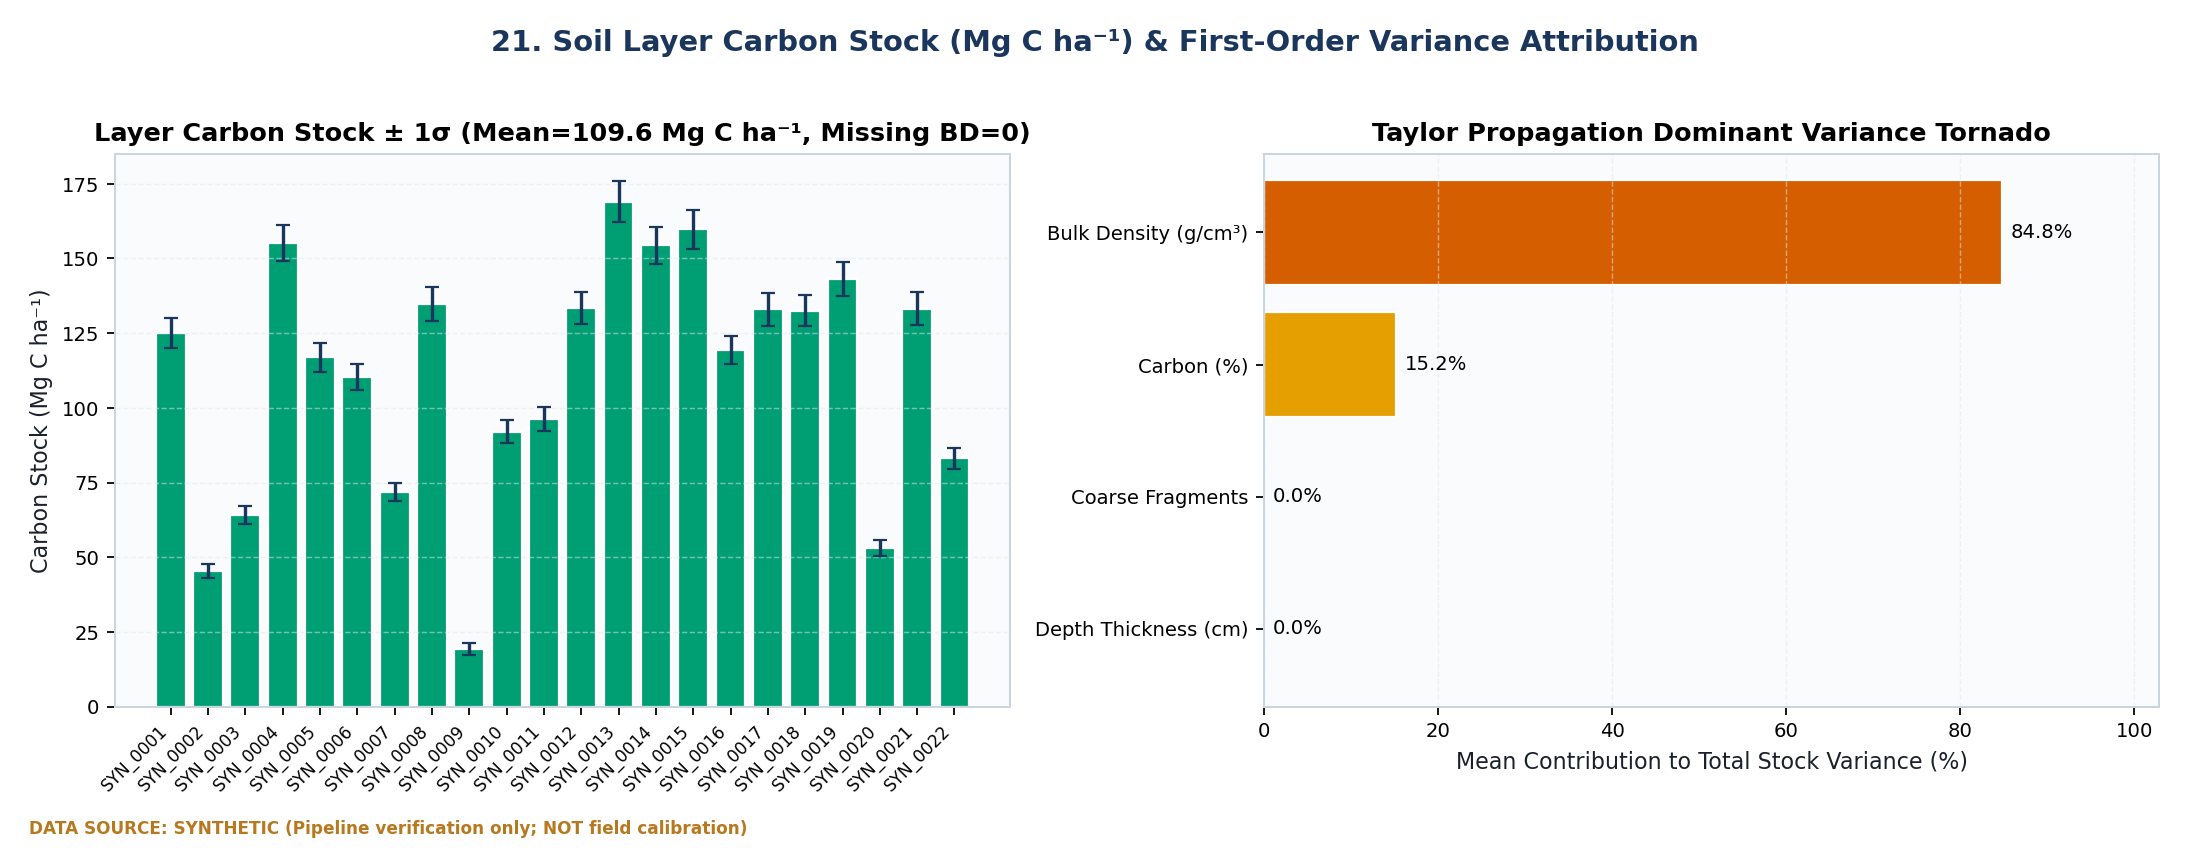 21. Soil Layer Carbon Stock (Mg C ha⁻¹) & First-Order Variance Attribution
Layer Carbon Stock ± 1σ (Mean=109.6 Mg C ha⁻¹, Missing BD=0)
Carbon Stock (Mg C ha⁻¹)
175
150
125
100
75
50
25
0
SYN_0001
SYN_0002
SYN_0003
SYN_0004
SYN_0005
SYN_0006
SYN_0007
SYN_0008
SYN_0009
SYN_0010
SYN_0011
SYN_0012
SYN_0013
SYN_0014
SYN_0015
SYN_0016
SYN_0017
SYN_0018
SYN_0019
SYN_0020
SYN_0021
SYN_0022
Taylor Propagation Dominant Variance Tornado
Bulk Density (g/cm³)
84.8%
Carbon (%)
15.2%
Coarse Fragments
0.0%
Depth Thickness (cm)
0.0%
0
20
40
60
80
100
Mean Contribution to Total Stock Variance (%)
DATA SOURCE: SYNTHETIC (Pipeline verification only; NOT field calibration)